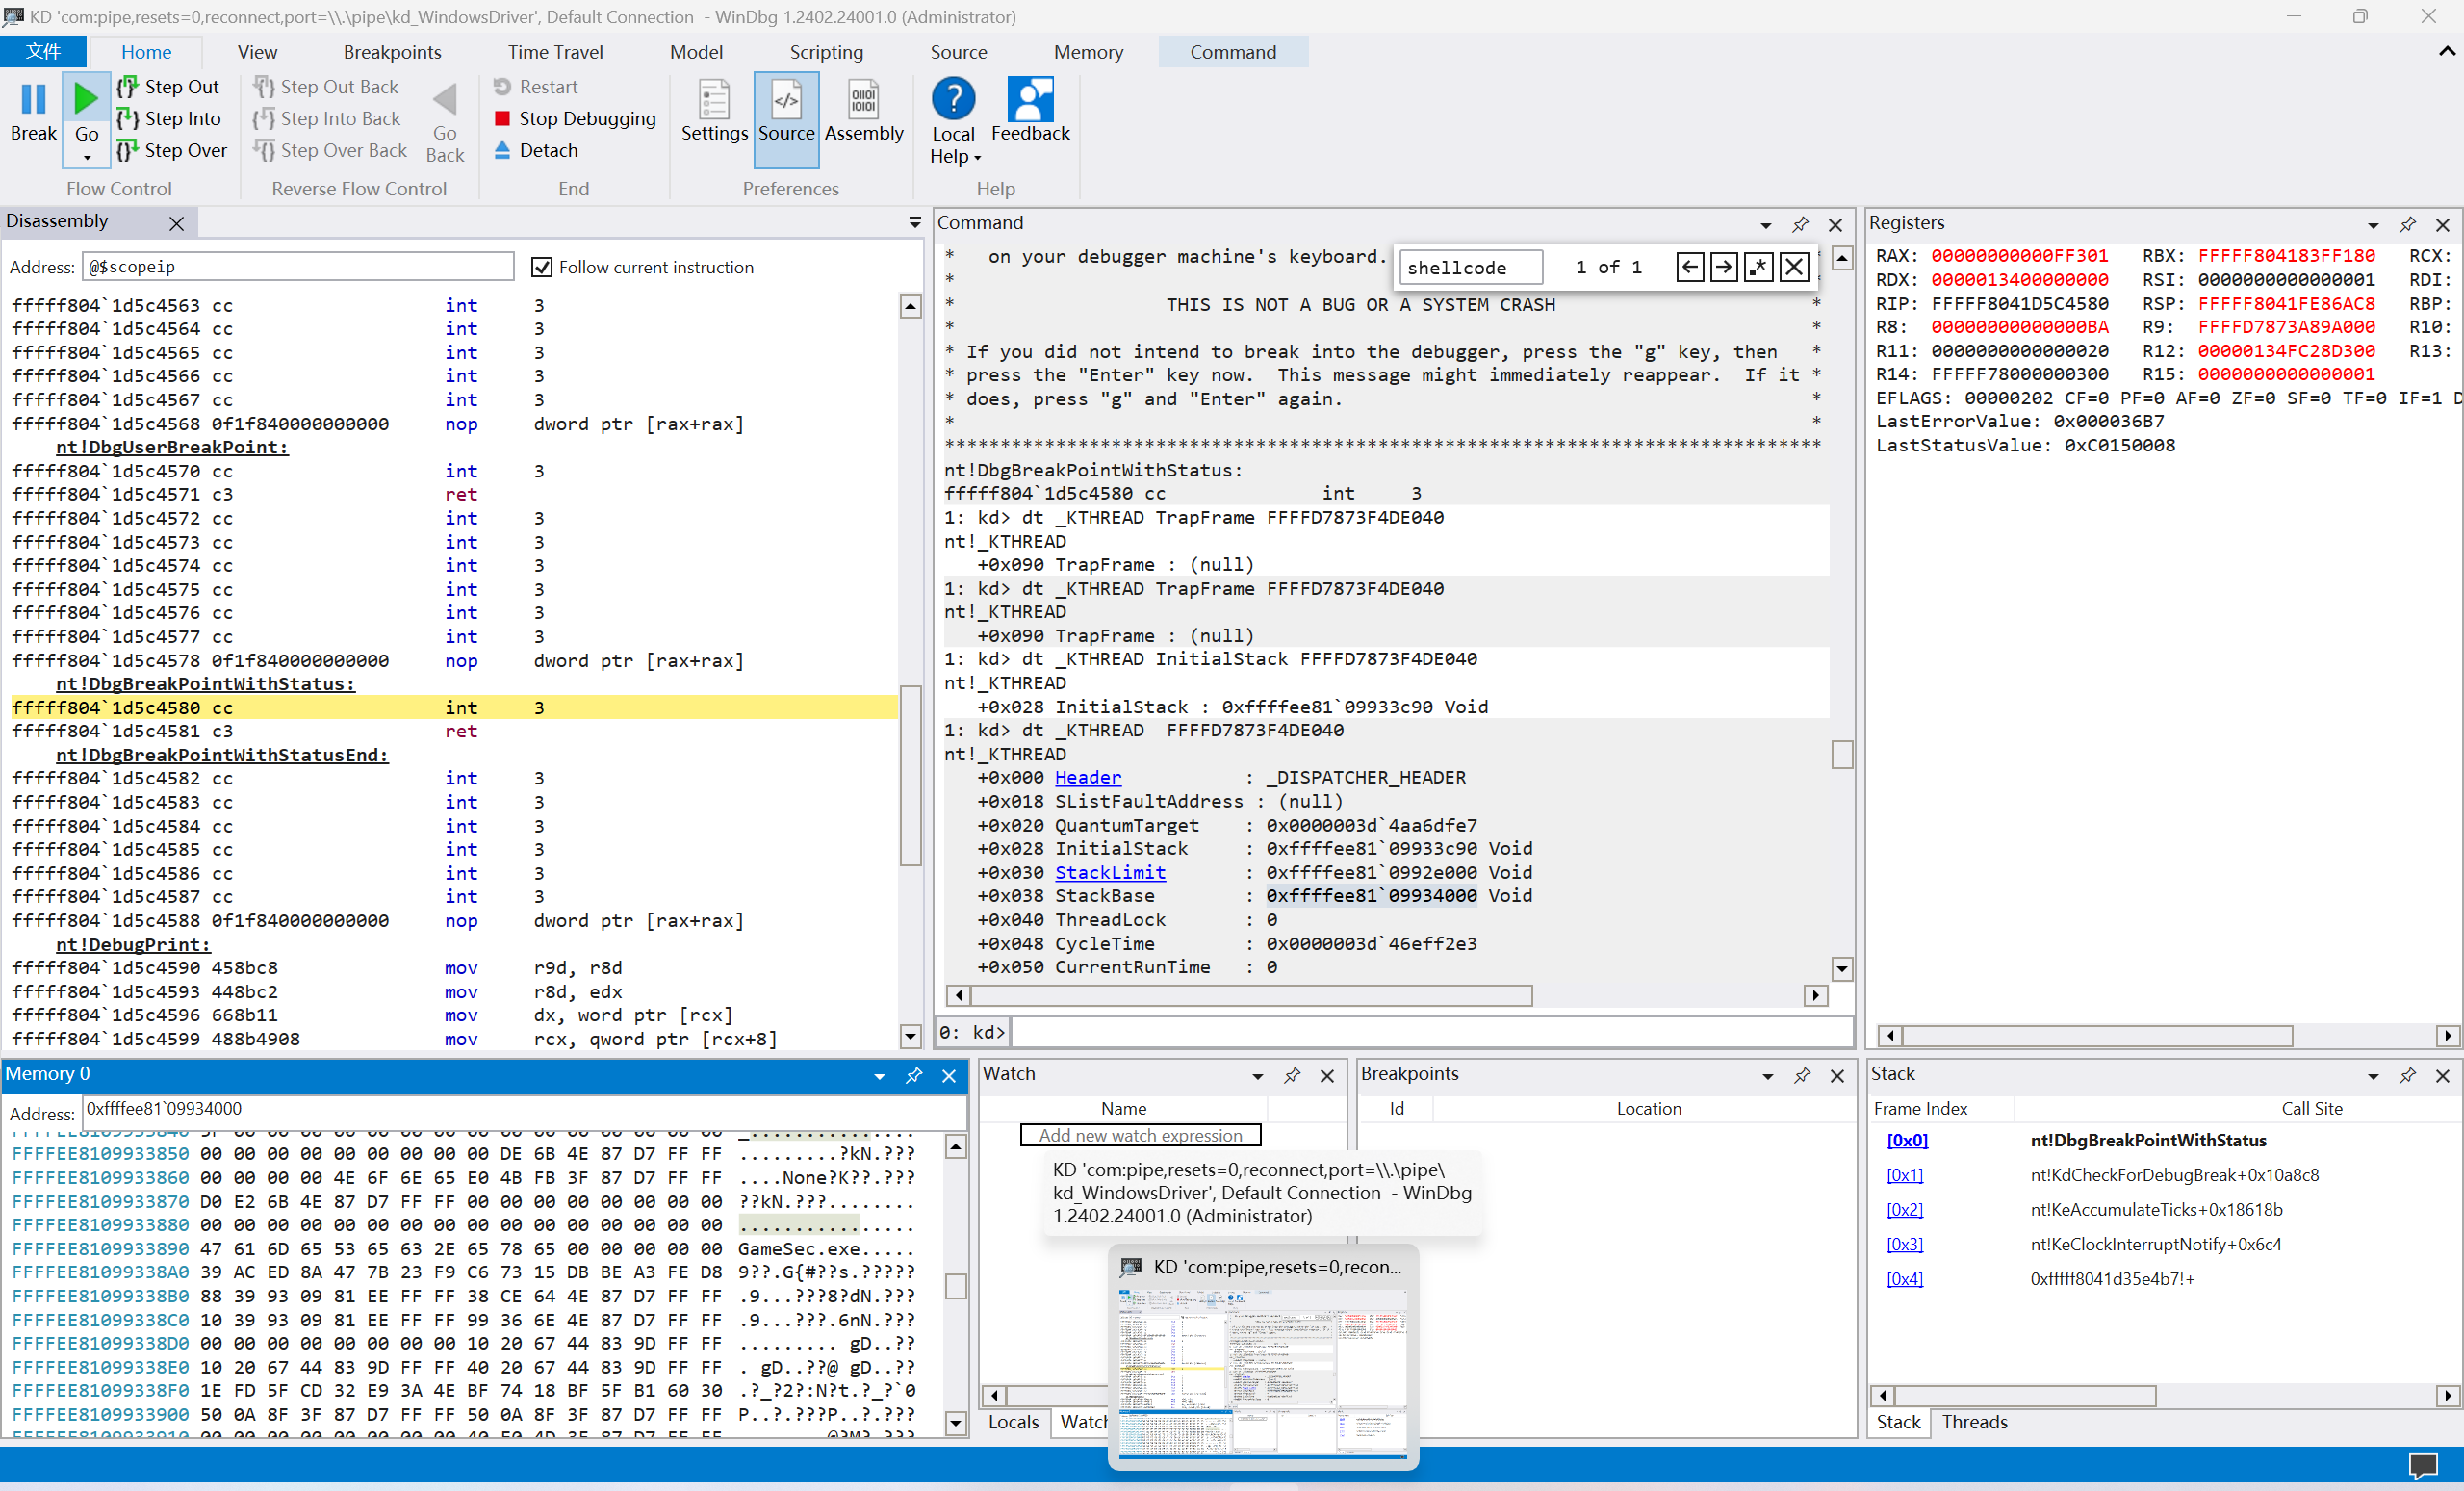 KD 'com:pipe,resets=0,reconnect,port=\\.\pipe\kd_WindowsDriver', Default Connection  - WinDbg 1.2402.24001.0 (Administrator)
文件 Home View Breakpoints Time Travel Model Scripting Source Memory Command
Break
Go
Step Out
Step Into
Step Over
Flow Control
Step Out Back
Step Into Back
Step Over Back
Go Back
Reverse Flow Control
Restart
Stop Debugging
Detach
End
Settings
Source
Assembly
Preferences
Local Help
Feedback
Help
Disassembly
Address: @$scopeip Follow current instruction
fffff804`1d5c4563 cc int 3
fffff804`1d5c4564 cc int 3
fffff804`1d5c4565 cc int 3
fffff804`1d5c4566 cc int 3
fffff804`1d5c4567 cc int 3
fffff804`1d5c4568 0f1f840000000000 nop dword ptr [rax+rax]
nt!DbgUserBreakPoint:
fffff804`1d5c4570 cc int 3
fffff804`1d5c4571 c3 ret
fffff804`1d5c4572 cc int 3
fffff804`1d5c4573 cc int 3
fffff804`1d5c4574 cc int 3
fffff804`1d5c4575 cc int 3
fffff804`1d5c4576 cc int 3
fffff804`1d5c4577 cc int 3
fffff804`1d5c4578 0f1f840000000000 nop dword ptr [rax+rax]
nt!DbgBreakPointWithStatus:
fffff804`1d5c4580 cc int 3
fffff804`1d5c4581 c3 ret
nt!DbgBreakPointWithStatusEnd:
fffff804`1d5c4582 cc int 3
fffff804`1d5c4583 cc int 3
fffff804`1d5c4584 cc int 3
fffff804`1d5c4585 cc int 3
fffff804`1d5c4586 cc int 3
fffff804`1d5c4587 cc int 3
fffff804`1d5c4588 0f1f840000000000 nop dword ptr [rax+rax]
nt!DebugPrint:
fffff804`1d5c4590 458bc8 mov r9d, r8d
fffff804`1d5c4593 448bc2 mov r8d, edx
fffff804`1d5c4596 668b11 mov dx, word ptr [rcx]
fffff804`1d5c4599 488b4908 mov rcx, qword ptr [rcx+8]
Command
shellcode 1 of 1
* on your debugger machine's keyboard.
* 
* THIS IS NOT A BUG OR A SYSTEM CRASH *
* *
* If you did not intend to break into the debugger, press the "g" key, then *
* press the "Enter" key now.  This message might immediately reappear.  If it *
* does, press "g" and "Enter" again. *
* *
*******************************************************************************
nt!DbgBreakPointWithStatus:
fffff804`1d5c4580 cc int 3
1: kd> dt _KTHREAD TrapFrame FFFFD7873F4DE040
nt!_KTHREAD
+0x090 TrapFrame : (null)
1: kd> dt _KTHREAD TrapFrame FFFFD7873F4DE040
nt!_KTHREAD
+0x090 TrapFrame : (null)
1: kd> dt _KTHREAD InitialStack FFFFD7873F4DE040
nt!_KTHREAD
+0x028 InitialStack : 0xffffee81`09933c90 Void
1: kd> dt _KTHREAD  FFFFD7873F4DE040
nt!_KTHREAD
+0x000 Header : _DISPATCHER_HEADER
+0x018 SListFaultAddress : (null)
+0x020 QuantumTarget : 0x0000003d`4aa6dfe7
+0x028 InitialStack : 0xffffee81`09933c90 Void
+0x030 StackLimit : 0xffffee81`0992e000 Void
+0x038 StackBase : 0xffffee81`09934000 Void
+0x040 ThreadLock : 0
+0x048 CycleTime : 0x0000003d`46eff2e3
+0x050 CurrentRunTime : 0
0: kd>
Registers
RAX: 00000000000FF301 RBX: FFFFF804183FF180 RCX:
RDX: 0000013400000000 RSI: 0000000000000001 RDI:
RIP: FFFFF8041D5C4580 RSP: FFFFF8041FE86AC8 RBP:
R8: 00000000000000BA R9: FFFFD7873A89A000 R10:
R11: 0000000000000020 R12: 00000134FC28D300 R13:
R14: FFFFF78000000300 R15: 0000000000000001
EFLAGS: 00000202 CF=0 PF=0 AF=0 ZF=0 SF=0 TF=0 IF=1 D
LastErrorValue: 0x000036B7
LastStatusValue: 0xC0150008
Memory 0
Address: 0xffffee81`09934000
FFFFEE8109933850 00 00 00 00 00 00 00 00 00 DE 6B 4E 87 D7 FF FF .........?kN.???
FFFFEE8109933860 00 00 00 00 4E 6F 6E 65 E0 4B FB 3F 87 D7 FF FF ....None?K??.???
FFFFEE8109933870 D0 E2 6B 4E 87 D7 FF FF 00 00 00 00 00 00 00 00 ??kN.???........
FFFFEE8109933880 00 00 00 00 00 00 00 00 00 00 00 00 00 00 00 00 ................
FFFFEE8109933890 47 61 6D 65 53 65 63 2E 65 78 65 00 00 00 00 00 GameSec.exe.....
FFFFEE81099338A0 39 AC ED 8A 47 7B 23 F9 C6 73 15 DB BE A3 FE D8 9??.G{#??s.?????
FFFFEE81099338B0 88 39 93 09 81 EE FF FF 38 CE 64 4E 87 D7 FF FF .9...???8?dN.???
FFFFEE81099338C0 10 39 93 09 81 EE FF FF 99 36 6E 4E 87 D7 FF FF .9...???.6nN.???
FFFFEE81099338D0 00 00 00 00 00 00 00 00 10 20 67 44 83 9D FF FF ......... gD..??
FFFFEE81099338E0 10 20 67 44 83 9D FF FF 40 20 67 44 83 9D FF FF . gD..??@ gD..??
FFFFEE81099338F0 1E FD 5F CD 32 E9 3A 4E BF 74 18 BF 5F B1 60 30 .?_?2?:N?t.?_?`0
FFFFEE8109933900 50 0A 8F 3F 87 D7 FF FF 50 0A 8F 3F 87 D7 FF FF P..?.???P..?.???
Watch
Name
Add new watch expression
Locals Watch
Breakpoints
Id Location
KD 'com:pipe,resets=0,reconnect,port=\\.\pipe\
kd_WindowsDriver', Default Connection  - WinDbg
1.2402.24001.0 (Administrator)
KD 'com:pipe,resets=0,recon...
Stack
Frame Index Call Site
[0x0] nt!DbgBreakPointWithStatus
[0x1] nt!KdCheckForDebugBreak+0x10a8c8
[0x2] nt!KeAccumulateTicks+0x18618b
[0x3] nt!KeClockInterruptNotify+0x6c4
[0x4] 0xfffff8041d35e4b7!+
Stack Threads